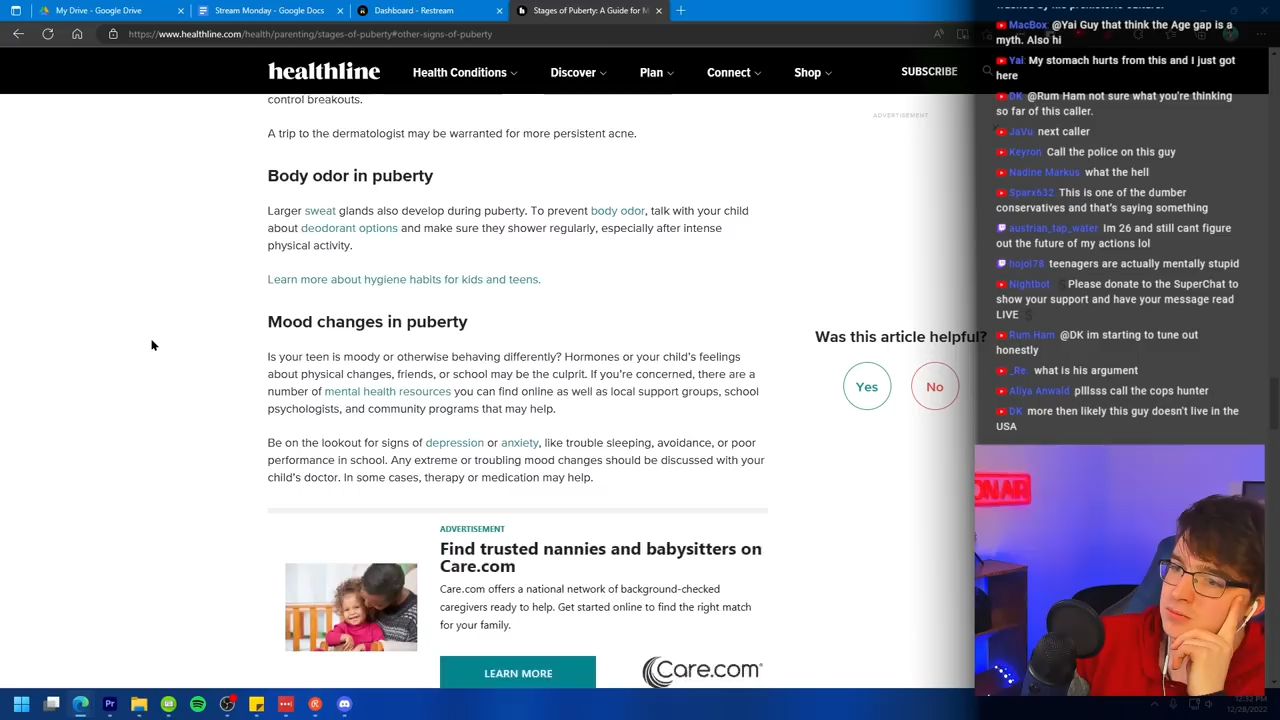 My Drive - Google Drive
Stream Monday - Google Docs
Dashboard - Restream
Stages of Puberty: A Guide for M
https://www.healthline.com/health/parenting/stages-of-puberty#other-signs-of-puberty
healthline
Health Conditions
Discover
Plan
Connect
Shop
SUBSCRIBE
control breakouts.
A trip to the dermatologist may be warranted for more persistent acne.
Body odor in puberty
Larger sweat glands also develop during puberty. To prevent body odor, talk with your child
about deodorant options and make sure they shower regularly, especially after intense
physical activity.
Learn more about hygiene habits for kids and teens.
Mood changes in puberty
Is your teen is moody or otherwise behaving differently? Hormones or your child's feelings
about physical changes, friends, or school may be the culprit. If you're concerned, there are a
number of mental health resources you can find online as well as local support groups, school
psychologists, and community programs that may help.
Be on the lookout for signs of depression or anxiety, like trouble sleeping, avoidance, or poor
performance in school. Any extreme or troubling mood changes should be discussed with your
child's doctor. In some cases, therapy or medication may help.
ADVERTISEMENT
Find trusted nannies and babysitters on
Care.com
Care.com offers a national network of background-checked
caregivers ready to help. Get started online to find the right match
for your family.
LEARN MORE
Care.com
ADVERTISEMENT
Was this article helpful?
Yes
No
MacBox: @Yai Guy that think the Age gap is a
myth. Also hi
Yai: My stomach hurts from this and I just got
here
DK @Rum Ham not sure what you're thinking
so far of this caller.
JaVu next caller
Keyron: Call the police on this guy
Nadine Markus: what the hell
Sparx632 This is one of the dumber
conservatives and that's saying something
austrian_tap_water: Im 26 and still cant figure
out the future of my actions lol
hojol78 teenagers are actually mentally stupid
Nightbot Please donate to the SuperChat to
show your support and have your message read
LIVE
Rum Ham @DK im starting to tune out
honestly
_Re. what is his argument
Aliya Anwald plllsss call the cops hunter
DK more then likely this guy doesn't live in the
USA
ON AIR
12:32 PM
12/28/2022